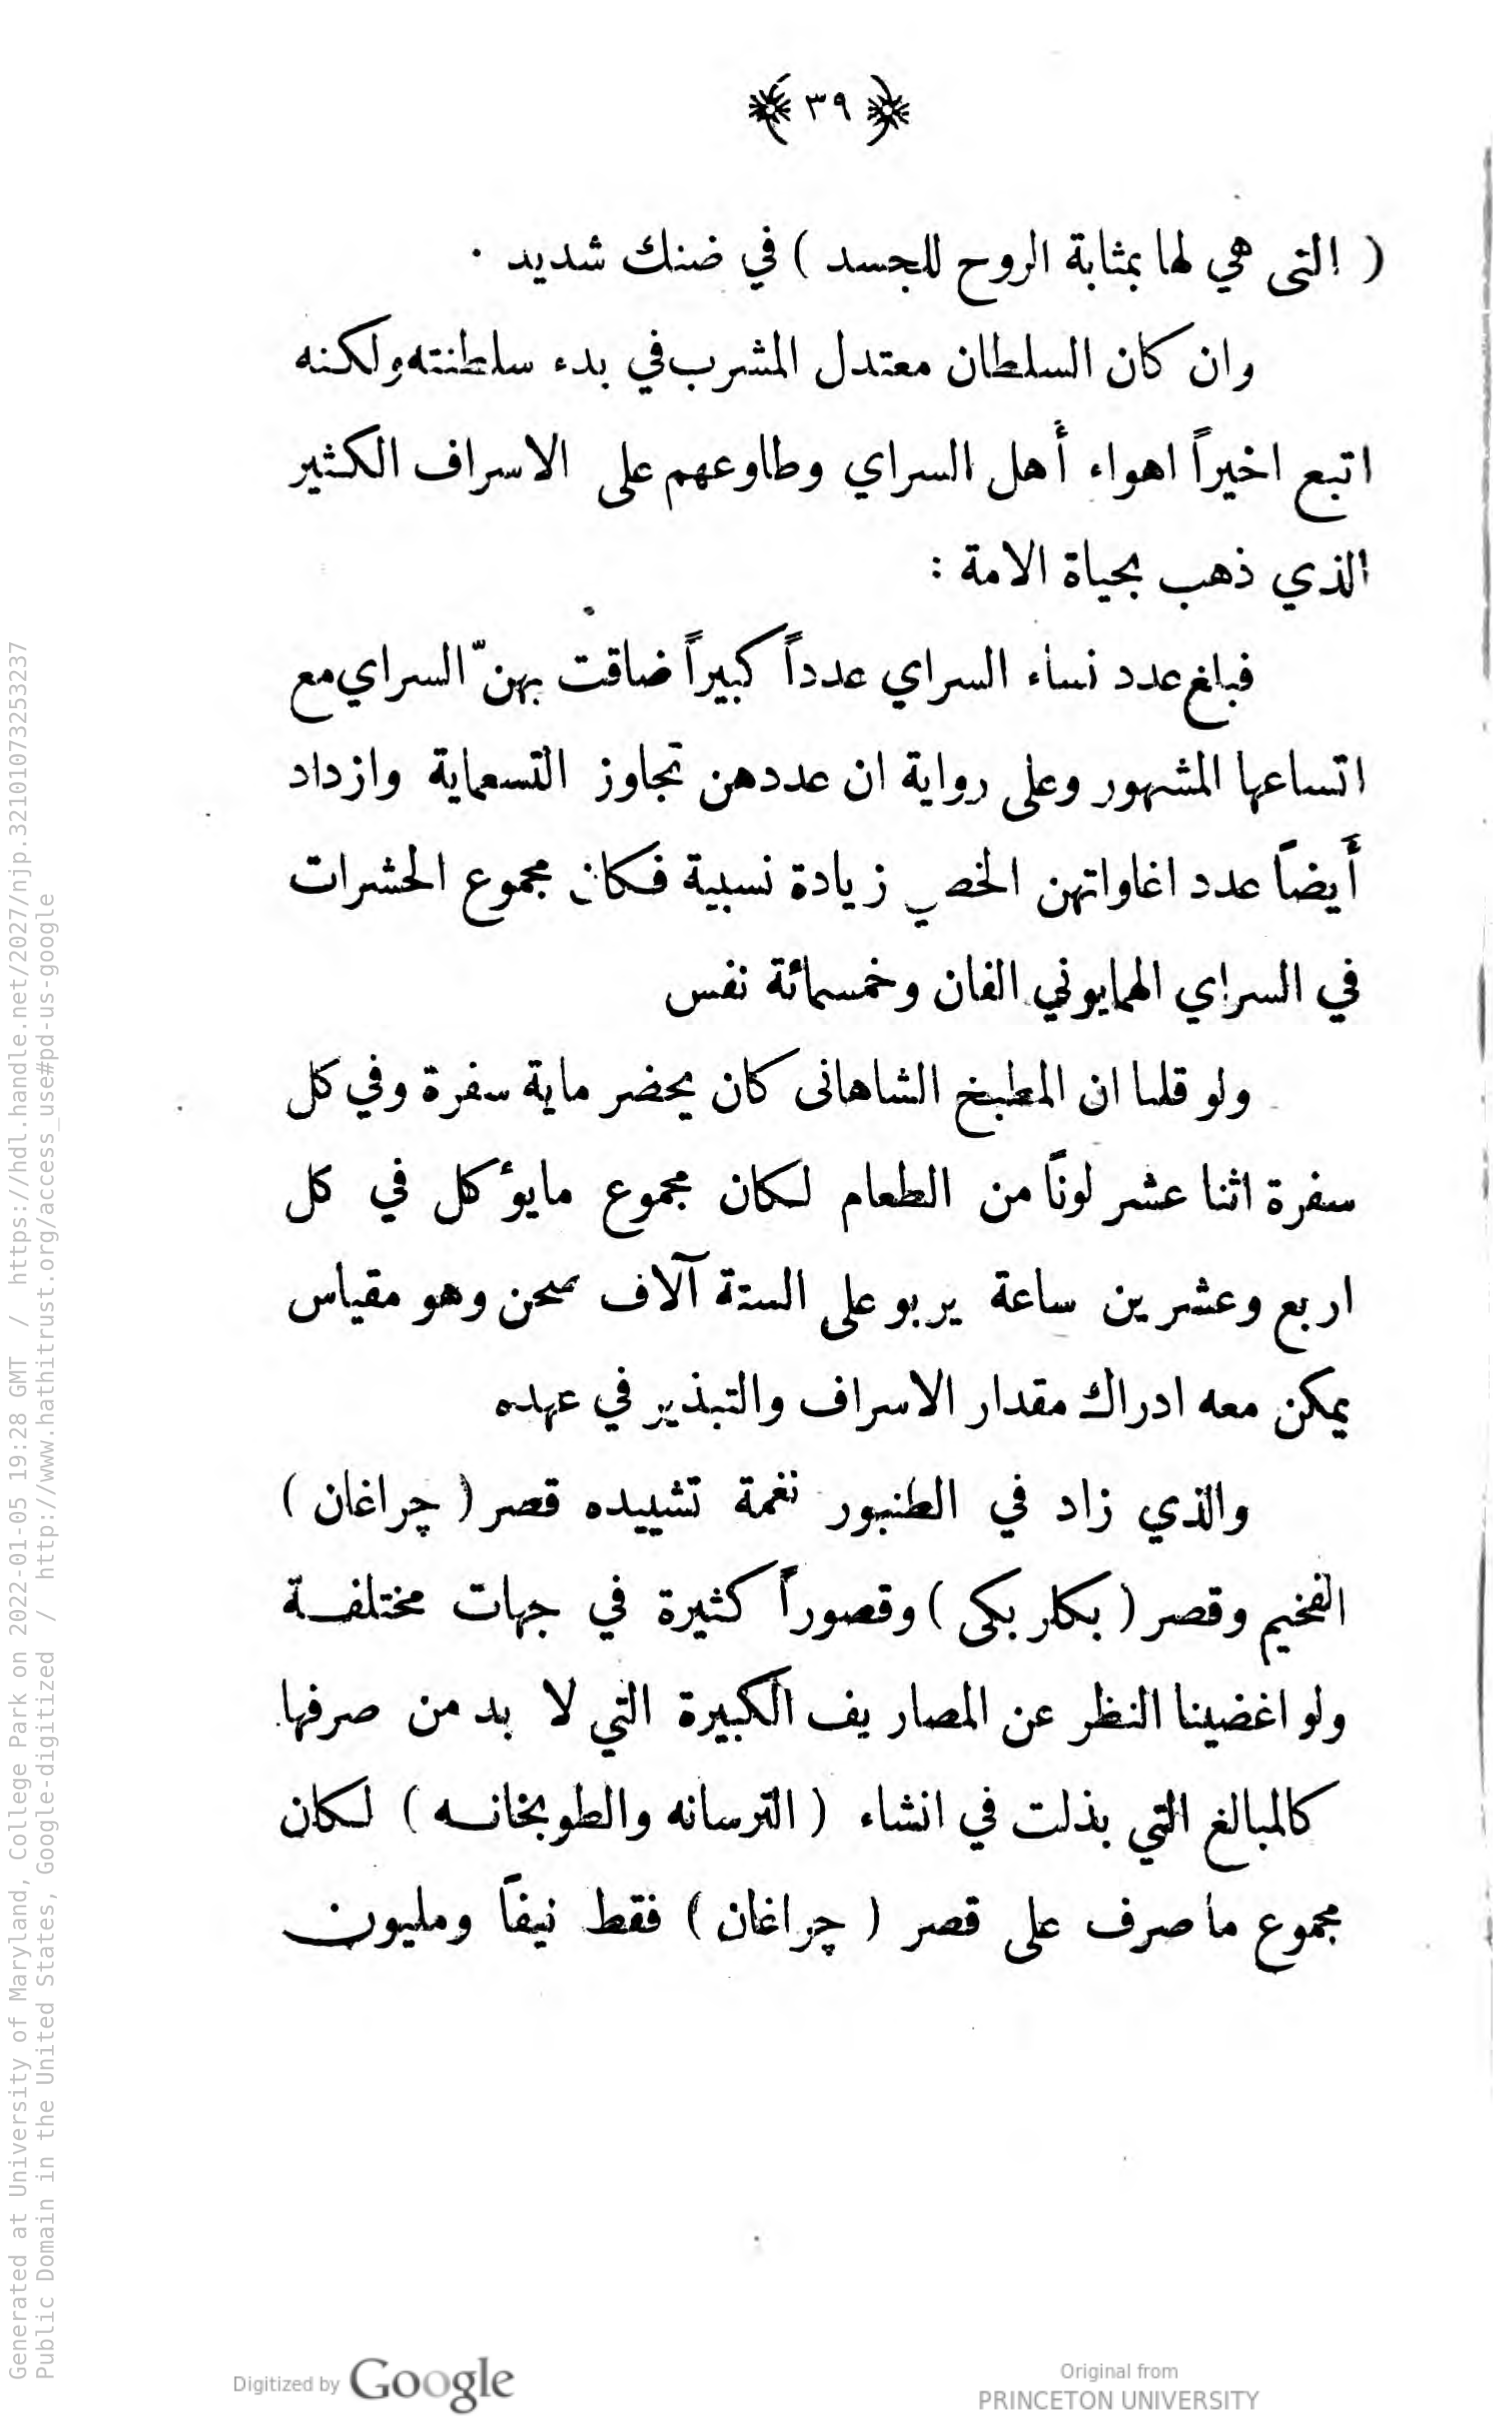 ﴿ ٣٩ ﴾
( التى هي لها بمثابة الروح للجسد ) في ضنك شديد ٠
وان كان السلطان معتدل المشرب في بدء سلطنته ولكنه
اتبع اخيراً اهواء أهل السراي وطاوعهم على الاسراف الكثير
الذي ذهب بحياة الامة :
فبلغ عدد نساء السراي عدداً كبيراً ضاقت بهنّ السراي مع
اتساعها المشهور وعلى رواية ان عددهن تجاوز التسعماية وازداد
أيضاً عدد اغاواتهن الخصي زيادة نسبية فكان مجموع الحشرات
في السراي الهمايوني الفان وخمسمائة نفس
ولو قلنا ان المطبخ الشاهانى كان يحضر ماية سفرة وفي كل
سفرة اثنا عشر لونًا من الطعام لكان مجموع مايؤكل في كل
اربع وعشرين ساعة يربو على الستة آلاف صحن وهو مقياس
يمكن معه ادراك مقدار الاسراف والتبذير في عهده
والذي زاد في الطنبور نغمة تشييده قصر ( چراغان )
الفخيم وقصر ( بكلر بكى ) وقصوراً كثيرة في جهات مختلفة
ولو اغضينا النظر عن المصاريف الكبيرة التي لا بد من صرفها
كالمبالغ التي بذلت في انشاء ( الترسانه والطوبخانه ) لكان
مجموع ما صرف على قصر ( چراغان ) فقط نيفاً ومليون
Generated at University of Maryland, College Park on 2022-01-05 19:28 GMT / https://hdl.handle.net/2027/njp.32101073253237
Public Domain in the United States, Google-digitized / http://www.hathitrust.org/access_use#pd-us-google
Digitized by Google
Original from
PRINCETON UNIVERSITY